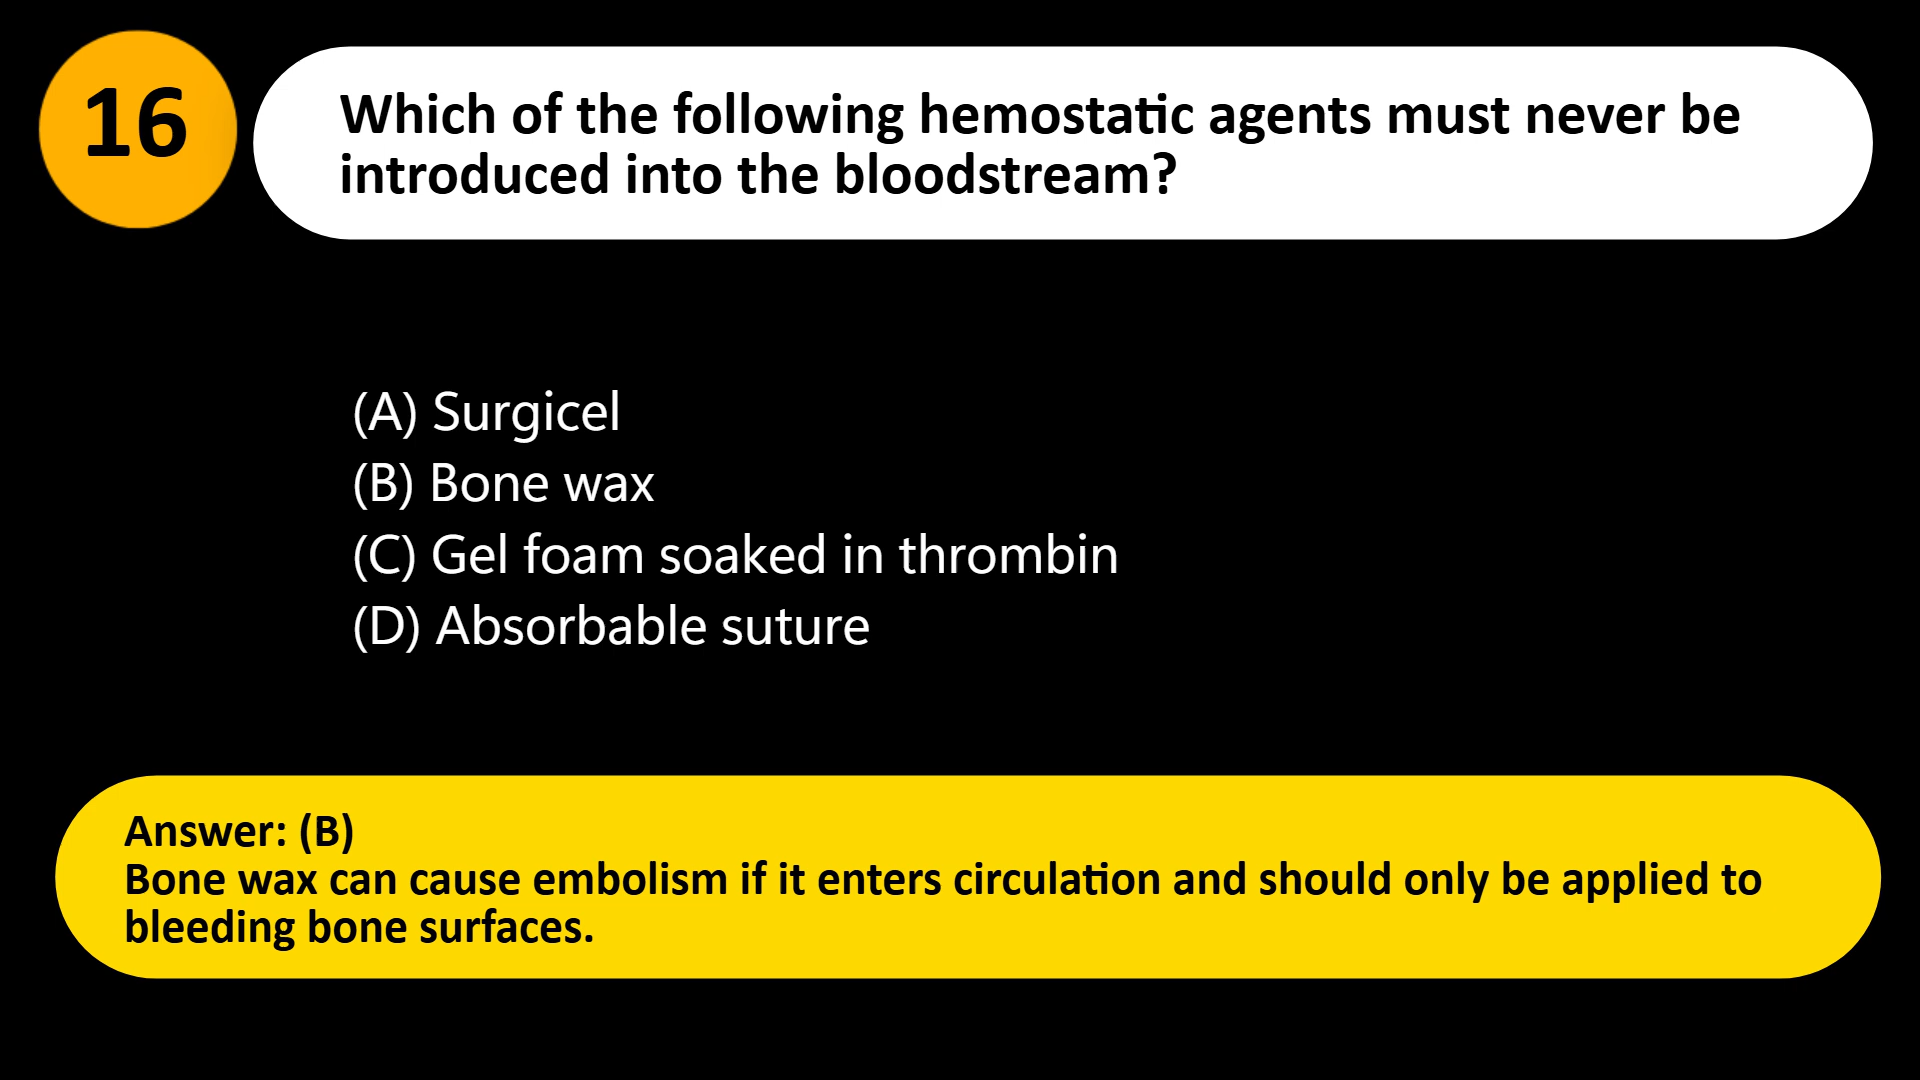 16
Which of the following hemostatic agents must never be
introduced into the bloodstream?
(A) Surgicel
(B) Bone wax
(C) Gel foam soaked in thrombin
(D) Absorbable suture
Answer: (B)
Bone wax can cause embolism if it enters circulation and should only be applied to
bleeding bone surfaces.